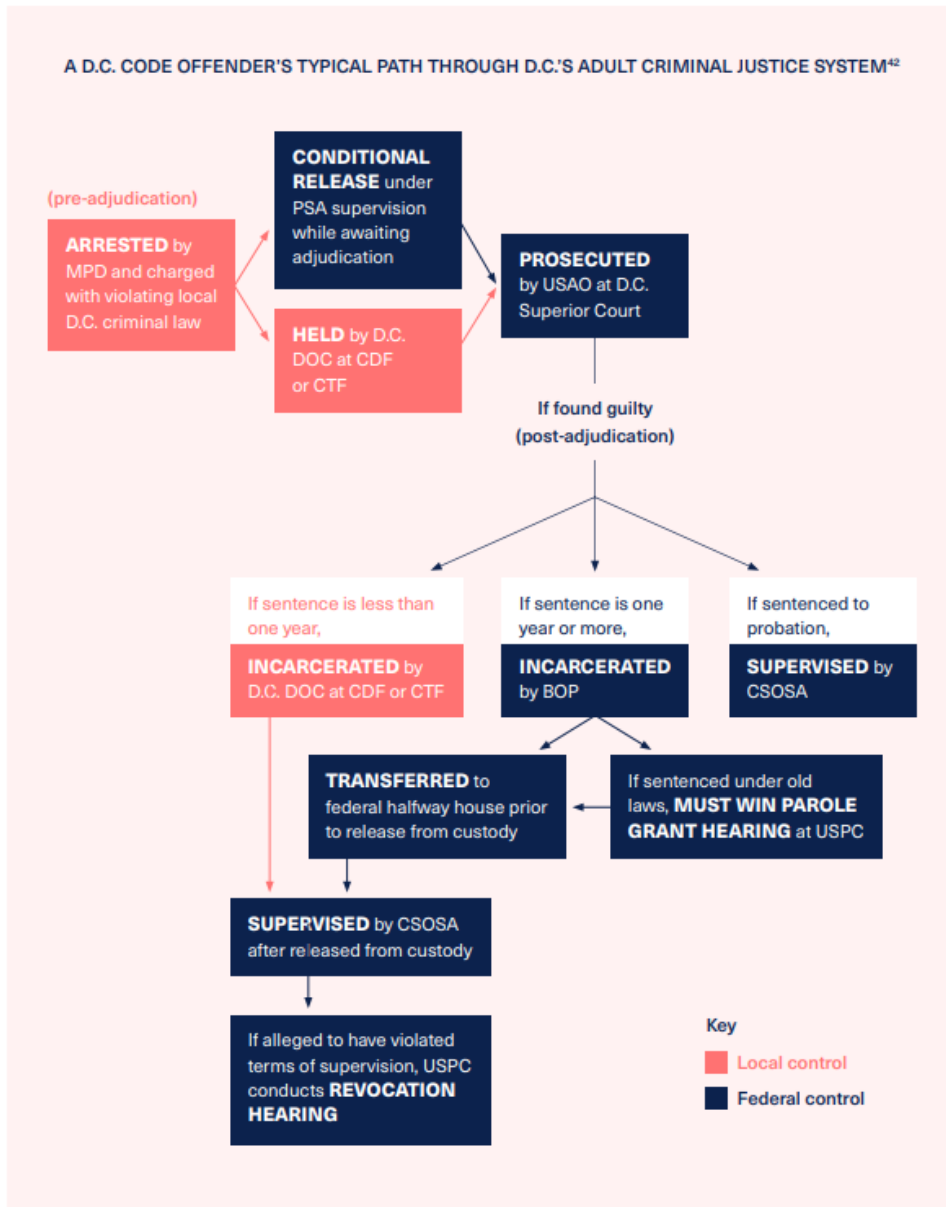 A D.C. CODE OFFENDER'S TYPICAL PATH THROUGH D.C.'S ADULT CRIMINAL JUSTICE SYSTEM⁴²
(pre-adjudication)
ARRESTED by
MPD and charged
with violating local
D.C. criminal law
CONDITIONAL
RELEASE under
PSA supervision
while awaiting
adjudication
HELD by D.C.
DOC at CDF
or CTF
PROSECUTED
by USAO at D.C.
Superior Court
If found guilty
(post-adjudication)
If sentence is less than
one year,
INCARCERATED by
D.C. DOC at CDF or CTF
If sentence is one
year or more,
INCARCERATED
by BOP
If sentenced to
probation,
SUPERVISED by
CSOSA
TRANSFERRED to
federal halfway house prior
to release from custody
If sentenced under old
laws, MUST WIN PAROLE
GRANT HEARING at USPC
SUPERVISED by CSOSA
after released from custody
If alleged to have violated
terms of supervision, USPC
conducts REVOCATION
HEARING
Key
Local control
Federal control